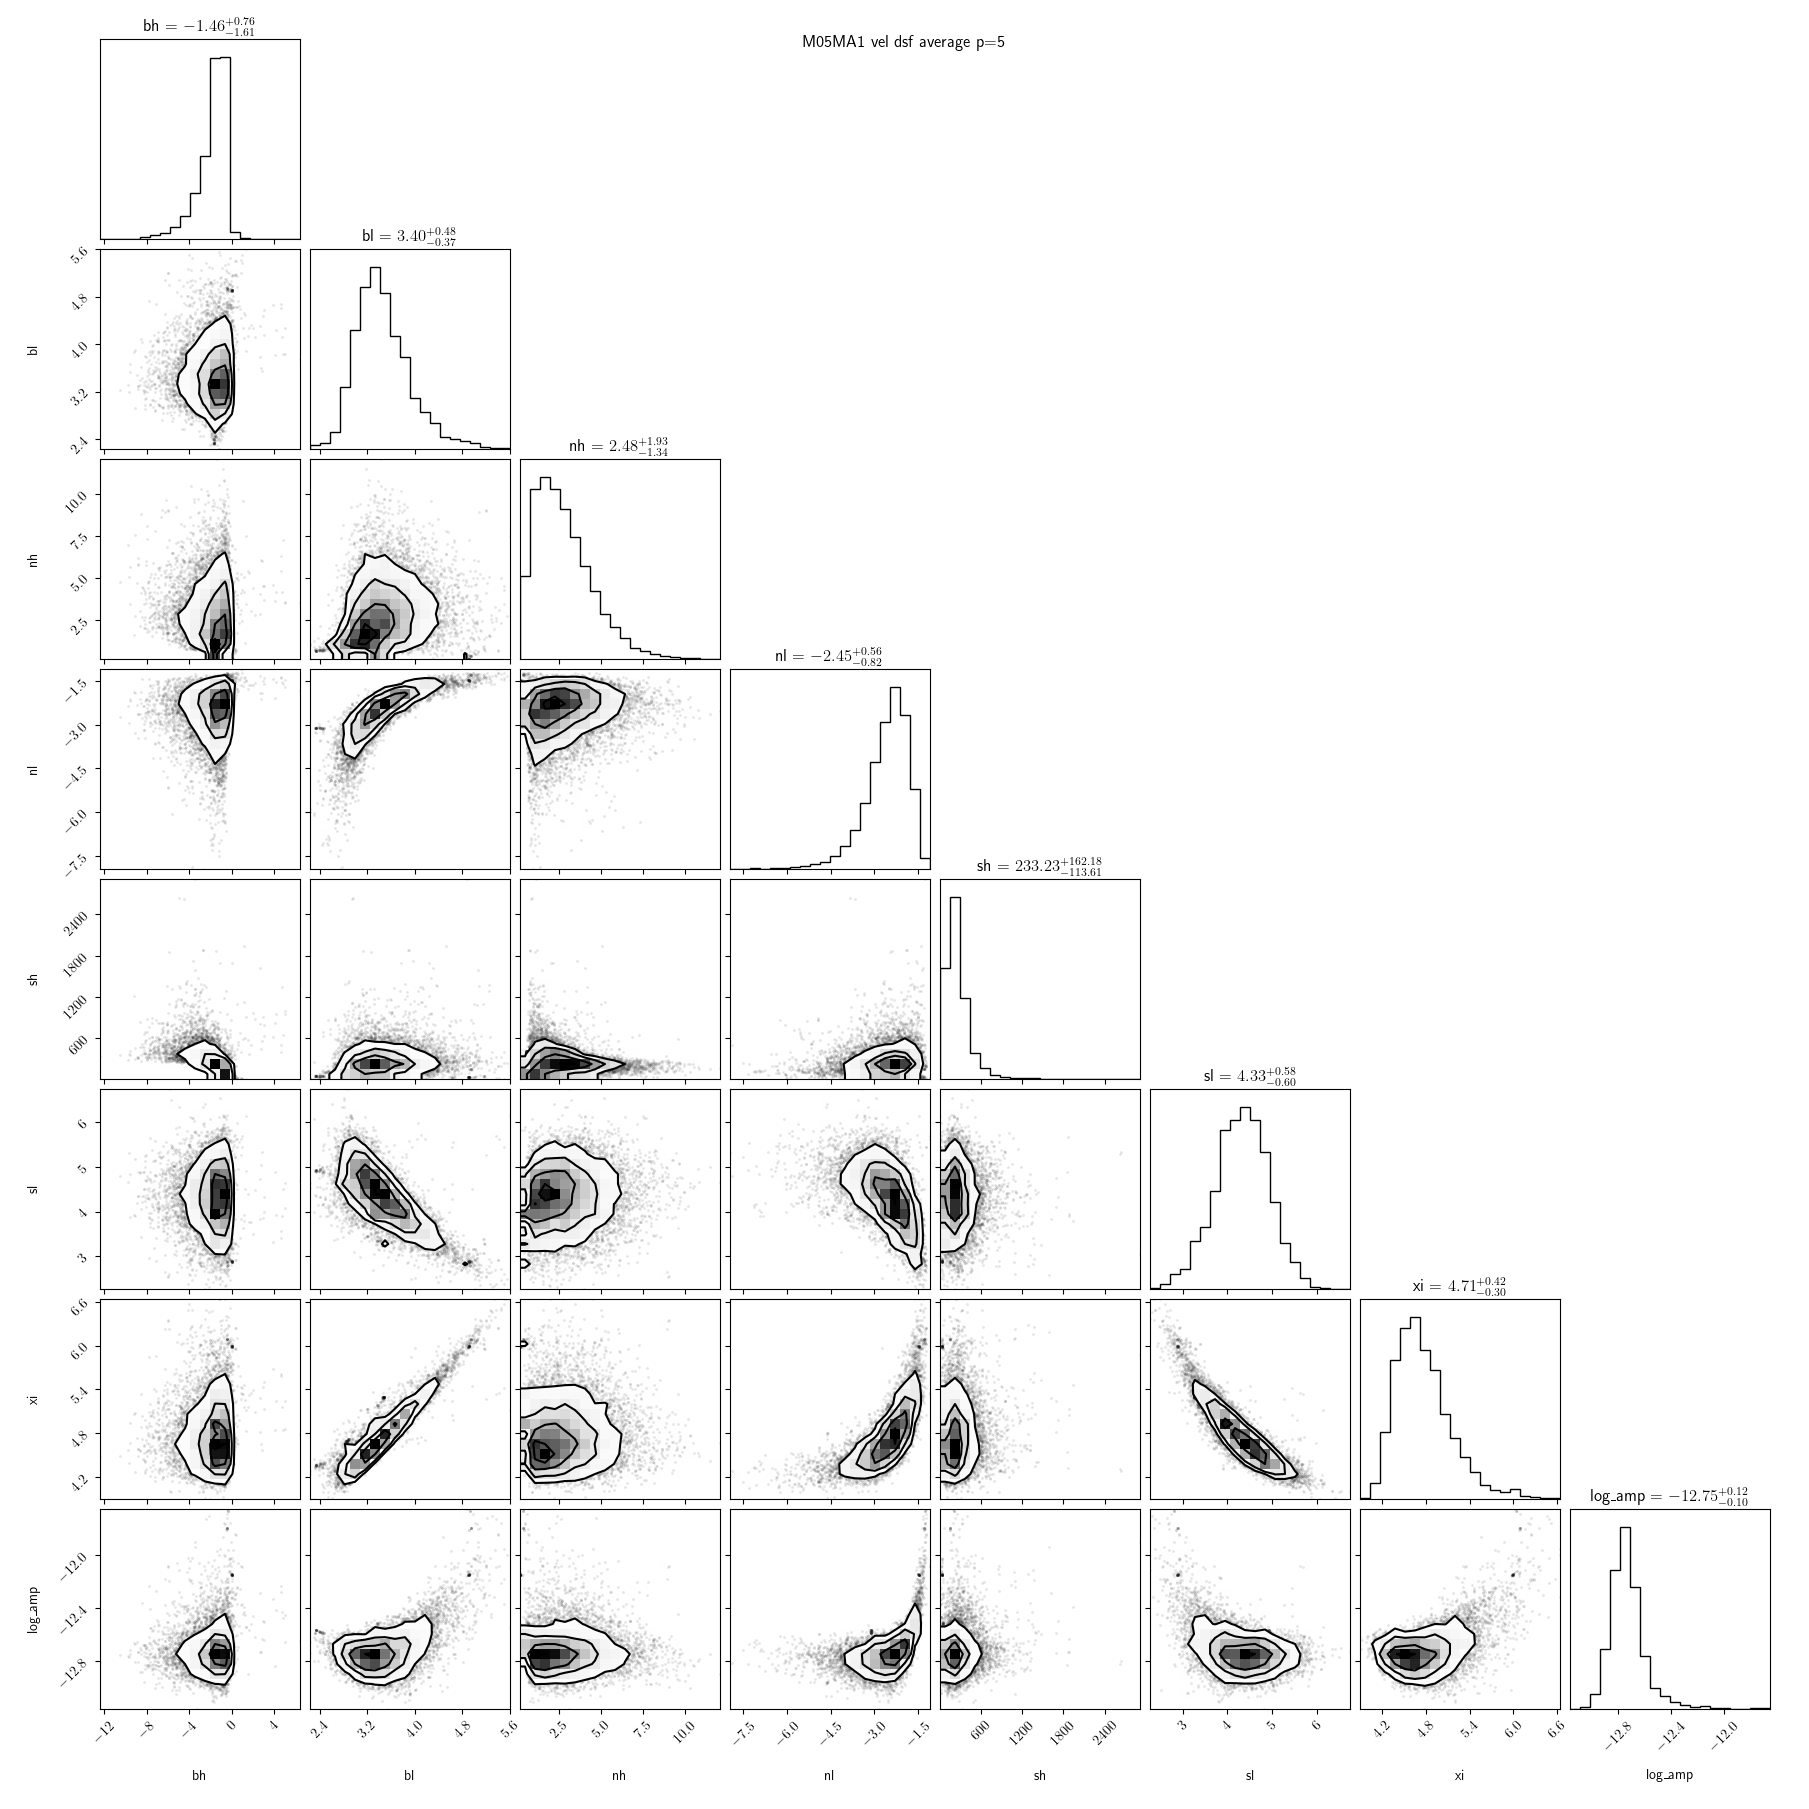 bh = −1.46+0.76−1.61
M05MA1 vel dsf average p=5
bl = 3.40+0.48−0.37
5.6
4.8
4.0
3.2
2.4
bl
nh = 2.48+1.93−1.34
10.0
7.5
5.0
2.5
nh
nl = −2.45+0.56−0.82
−1.5
−3.0
−4.5
−6.0
−7.5
nl
sh = 233.23+162.18−113.61
2400
1800
1200
600
sh
sl = 4.33+0.58−0.60
6
5
4
3
sl
xi = 4.71+0.42−0.30
6.6
6.0
5.4
4.8
4.2
xi
log_amp = −12.75+0.12−0.10
−12.0
−12.4
−12.8
log_amp
−12 −8 −4 0 4 2.4 3.2 4.0 4.8 5.6 2.5 5.0 7.5 10.0 −7.5 −6.0 −4.5 −3.0 −1.5 600 1200 1800 2400 3 4 5 6 4.2 4.8 5.4 6.0 6.6 −12.8 −12.4 −12.0
bh bl nh nl sh sl xi log_amp